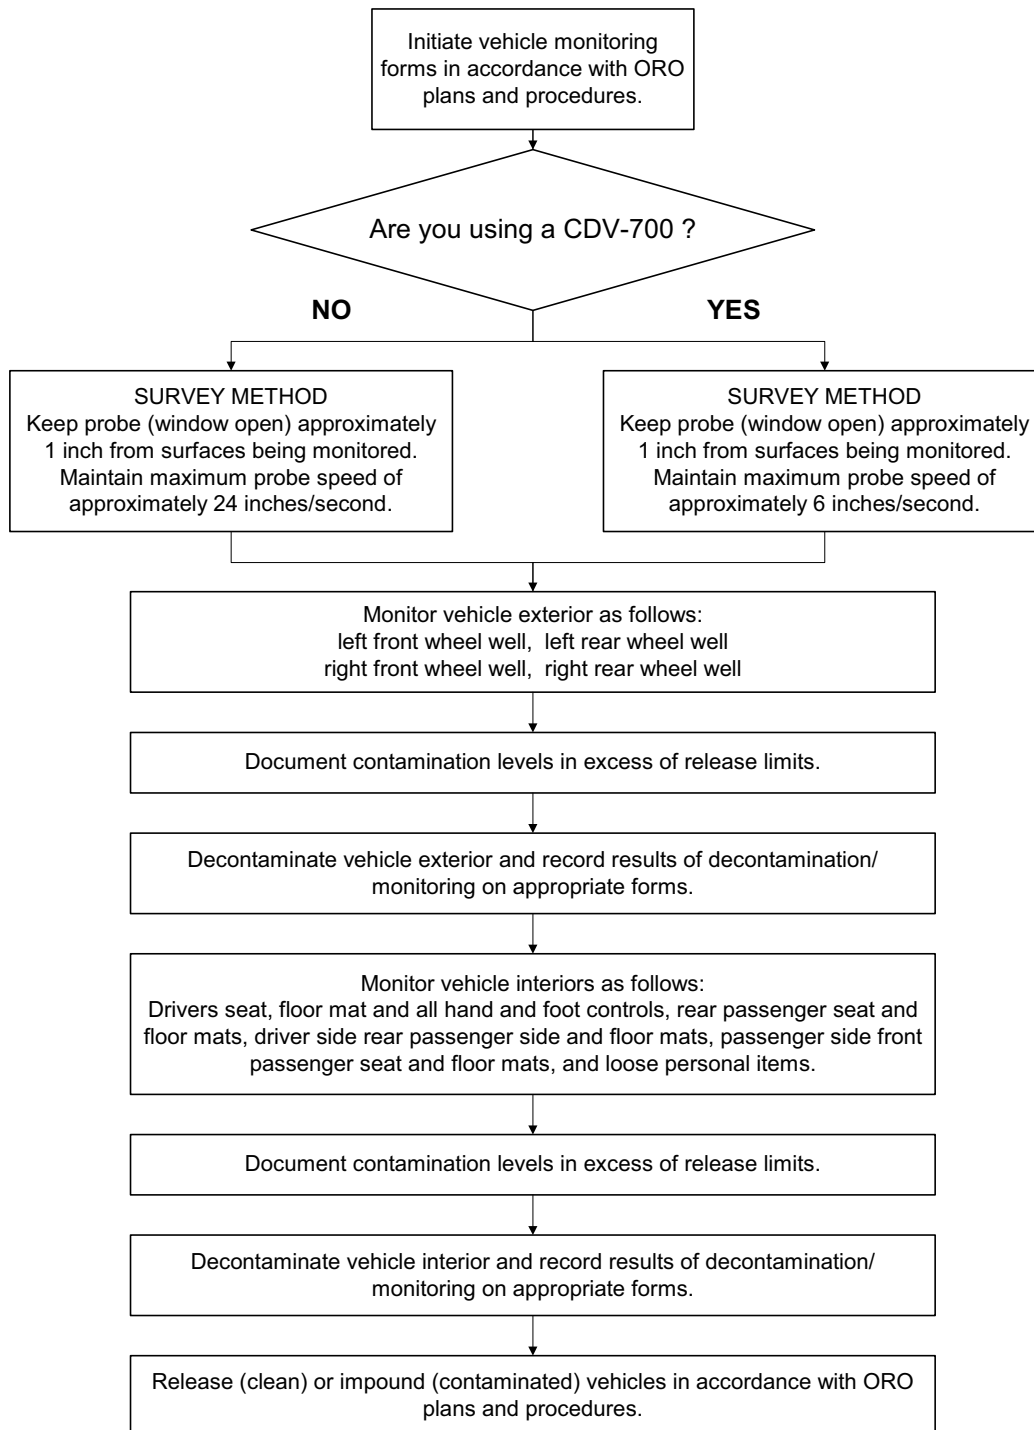 Initiate vehicle monitoring
forms in accordance with ORO
plans and procedures.
Are you using a CDV-700 ?
NO
YES
SURVEY METHOD
Keep probe (window open) approximately
1 inch from surfaces being monitored.
Maintain maximum probe speed of
approximately 24 inches/second.
SURVEY METHOD
Keep probe (window open) approximately
1 inch from surfaces being monitored.
Maintain maximum probe speed of
approximately 6 inches/second.
Monitor vehicle exterior as follows:
left front wheel well,  left rear wheel well
right front wheel well,  right rear wheel well
Document contamination levels in excess of release limits.
Decontaminate vehicle exterior and record results of decontamination/
monitoring on appropriate forms.
Monitor vehicle interiors as follows:
Drivers seat, floor mat and all hand and foot controls, rear passenger seat and
floor mats, driver side rear passenger side and floor mats, passenger side front
passenger seat and floor mats, and loose personal items.
Document contamination levels in excess of release limits.
Decontaminate vehicle interior and record results of decontamination/
monitoring on appropriate forms.
Release (clean) or impound (contaminated) vehicles in accordance with ORO
plans and procedures.